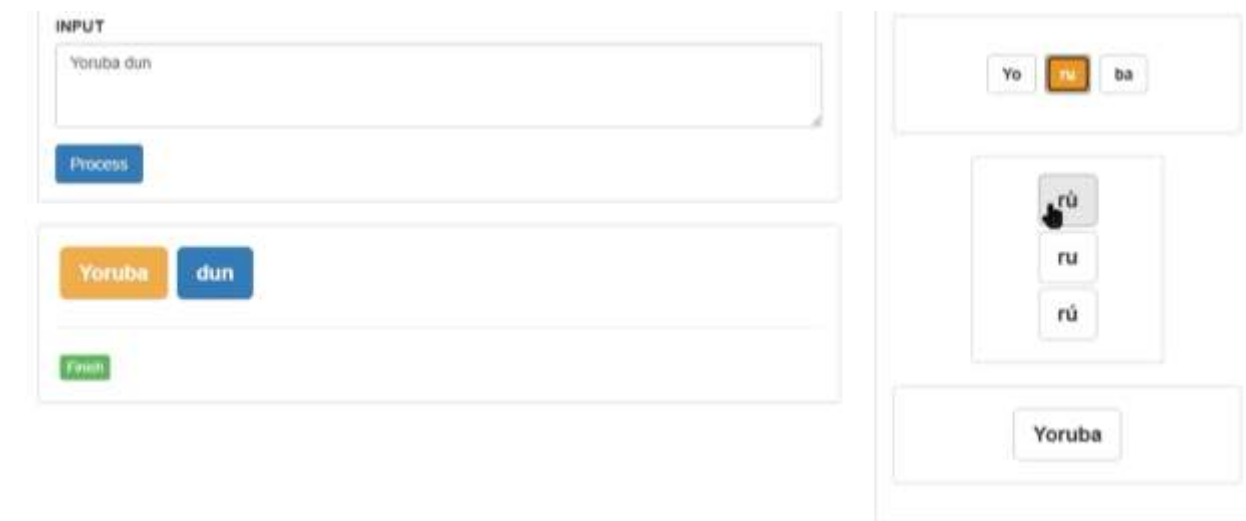 INPUT
Yoruba dun
Process
Yoruba dun
Finish
Yo ru ba
rù
ru
rú
Yoruba